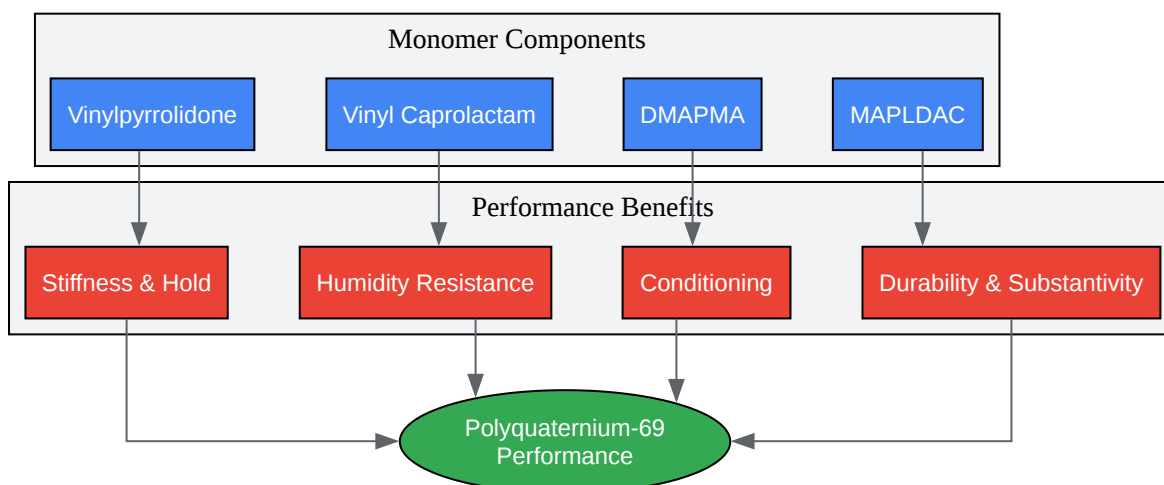 Monomer Components
Vinylpyrrolidone
Vinyl Caprolactam
DMAPMA
MAPLDAC
Performance Benefits
Stiffness & Hold
Humidity Resistance
Conditioning
Durability & Substantivity
Polyquaternium-69
Performance